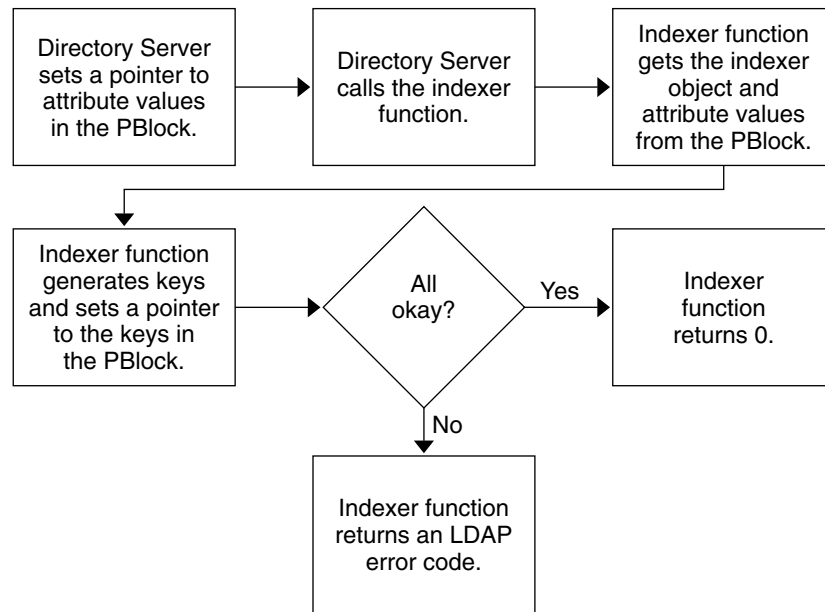 Directory Server
sets a pointer to
attribute values
in the PBlock.
Directory Server
calls the indexer
function.
Indexer function
gets the indexer
object and
attribute values
from the PBlock.
Indexer function
generates keys
and sets a pointer
to the keys in
the PBlock.
All
okay?
Yes
Indexer
function
returns 0.
No
Indexer function
returns an LDAP
error code.